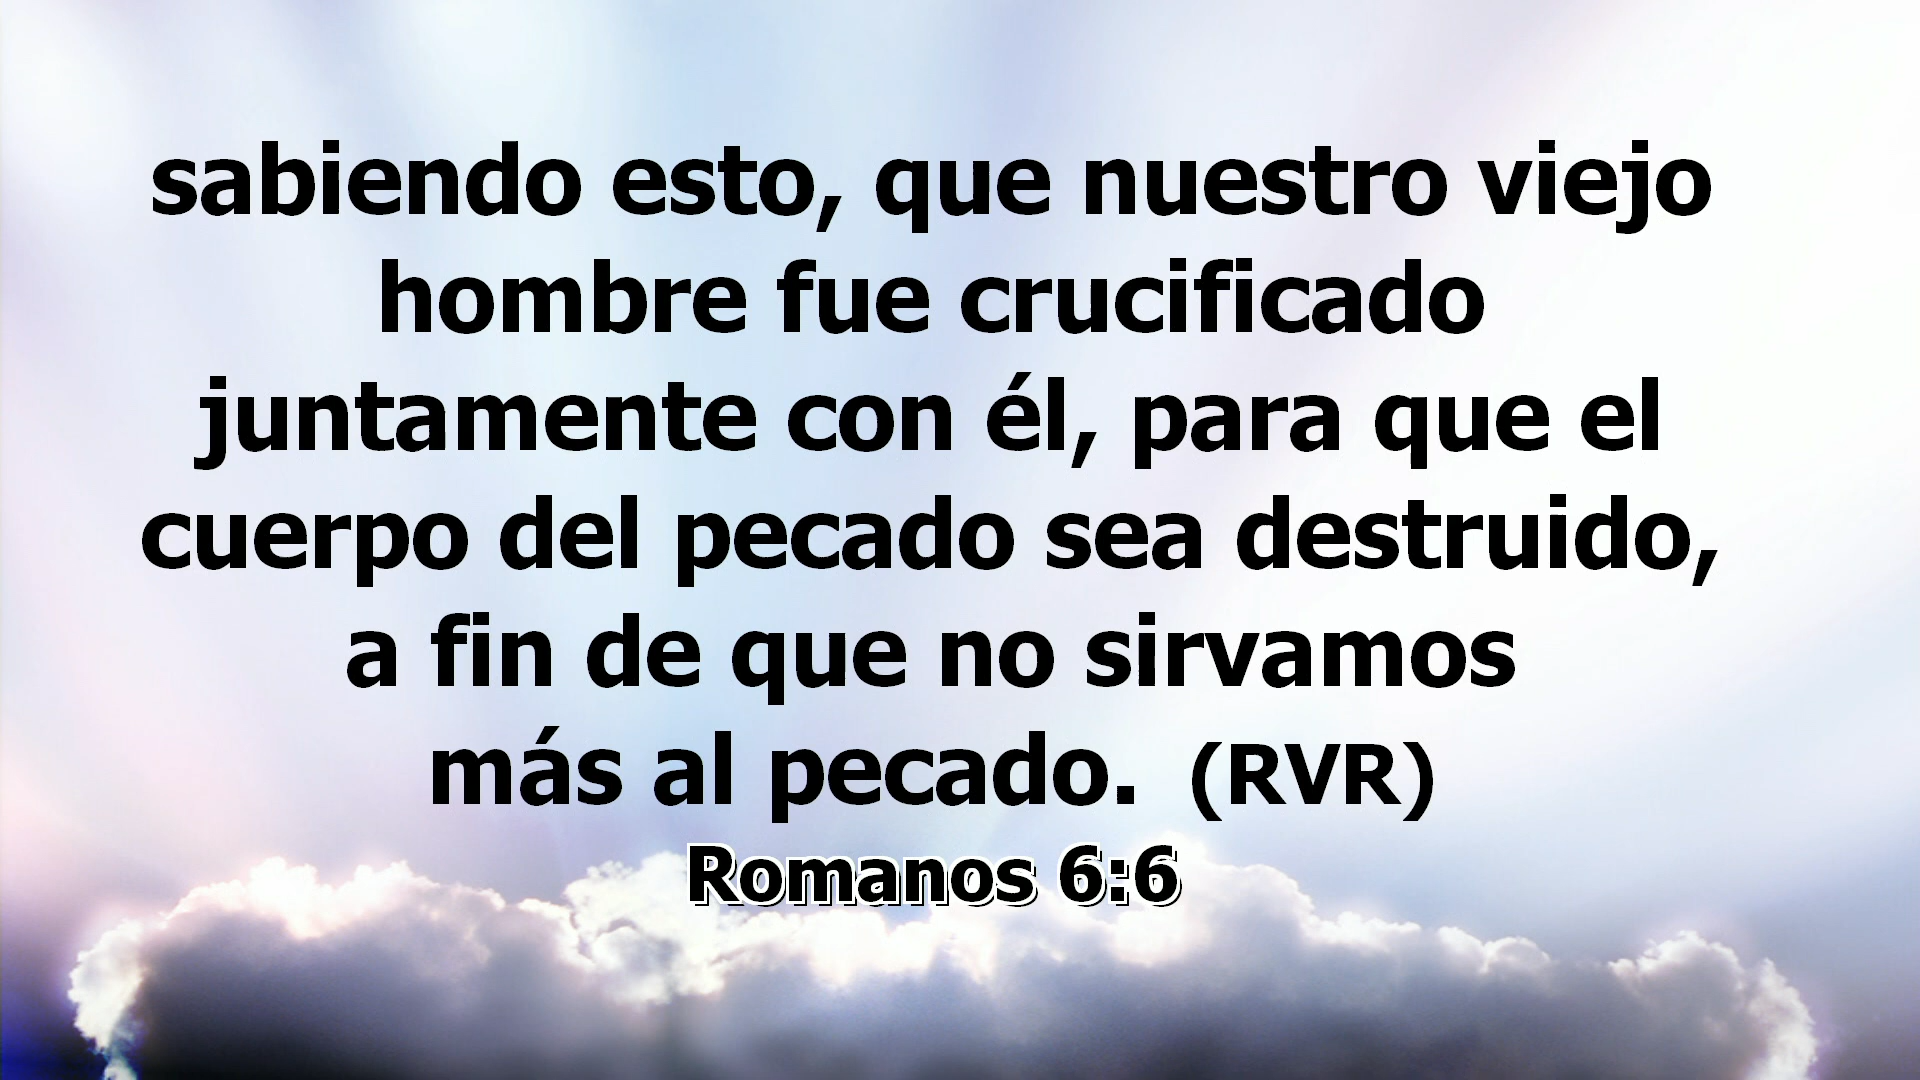 sabiendo esto, que nuestro viejo
hombre fue crucificado
juntamente con él, para que el
cuerpo del pecado sea destruido,
a fin de que no sirvamos
más al pecado. (RVR)
Romanos 6:6